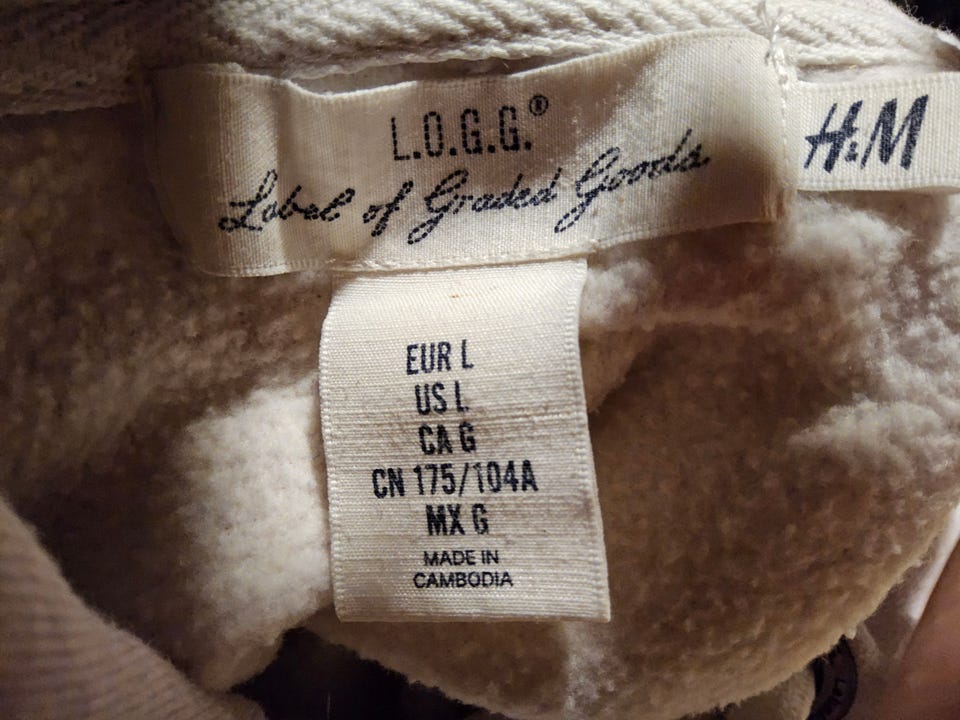 L.O.G.G.®
Label of Graded Goods
H&M
EUR L
US L
CA G
CN 175/104A
MX G
MADE IN
CAMBODIA